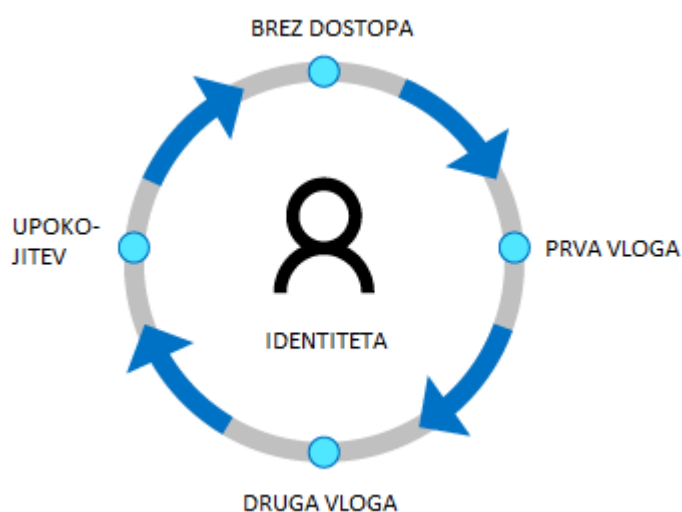 BREZ DOSTOPA
UPOKO-
JITEV
PRVA VLOGA
IDENTITETA
DRUGA VLOGA